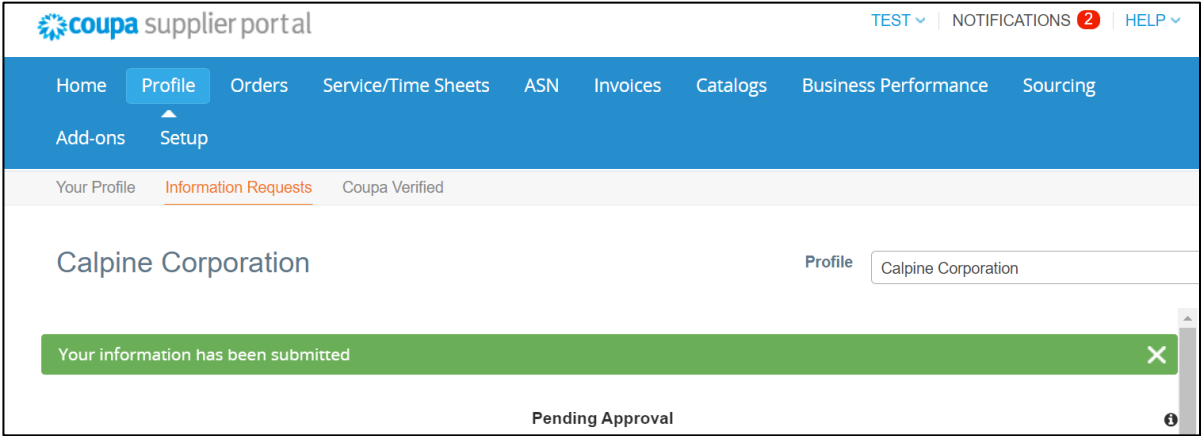 coupa supplier portal
TEST NOTIFICATIONS 2 HELP
Home Profile Orders Service/Time Sheets ASN Invoices Catalogs Business Performance Sourcing
Add-ons Setup
Your Profile Information Requests Coupa Verified
Calpine Corporation
Profile Calpine Corporation
Your information has been submitted
Pending Approval